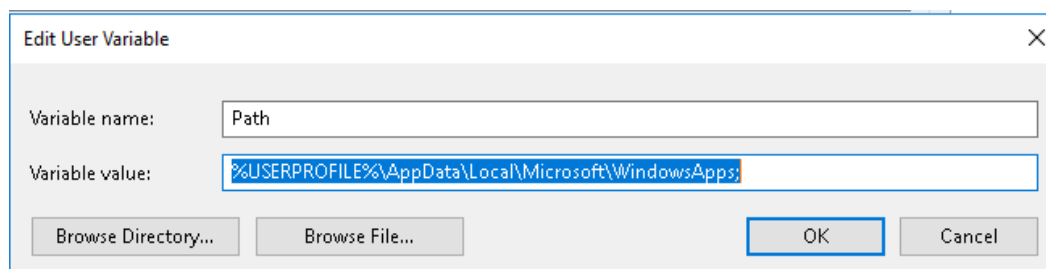 Edit User Variable
Variable name: Path
Variable value: %USERPROFILE%\AppData\Local\Microsoft\WindowsApps;
Browse Directory... Browse File... OK Cancel